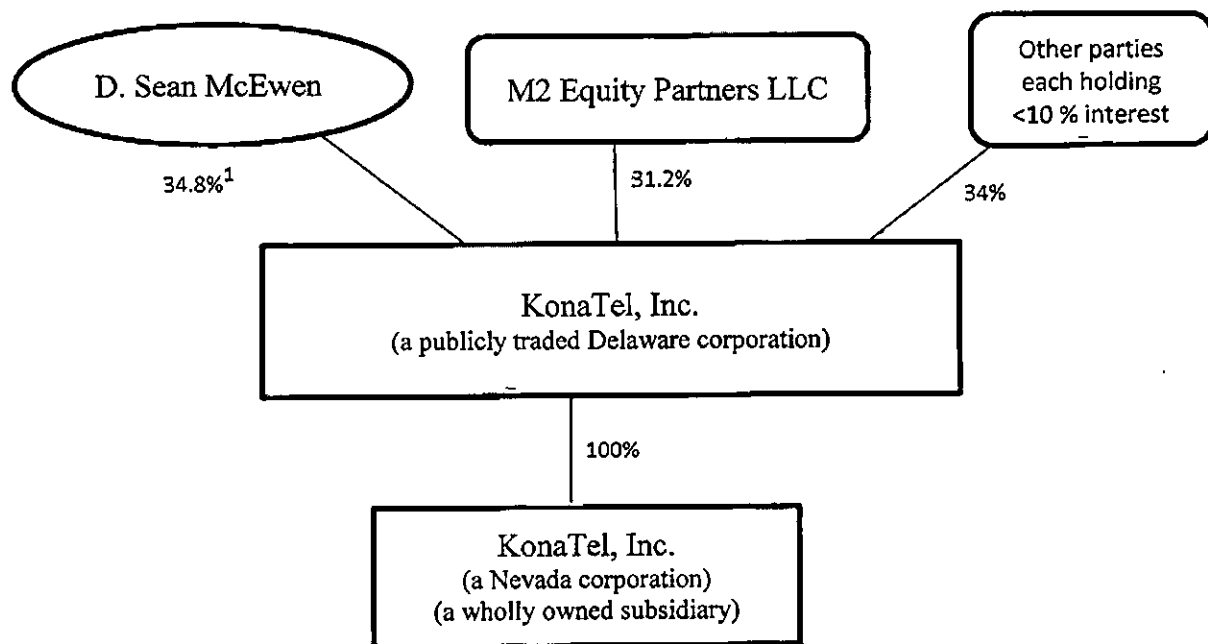 D. Sean McEwen
M2 Equity Partners LLC
Other parties
each holding
<10 % interest
34.8%¹
31.2%
34%
KonaTel, Inc.
(a publicly traded Delaware corporation)
100%
KonaTel, Inc.
(a Nevada corporation)
(a wholly owned subsidiary)